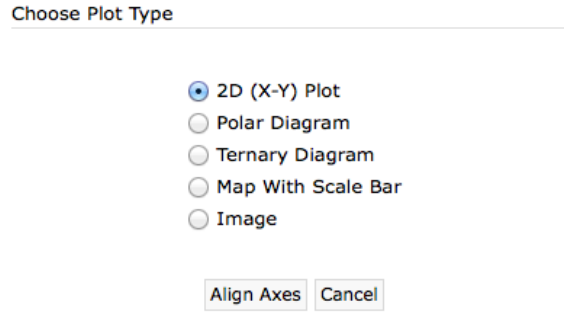 Choose Plot Type
2D (X-Y) Plot
Polar Diagram
Ternary Diagram
Map With Scale Bar
Image
Align Axes Cancel